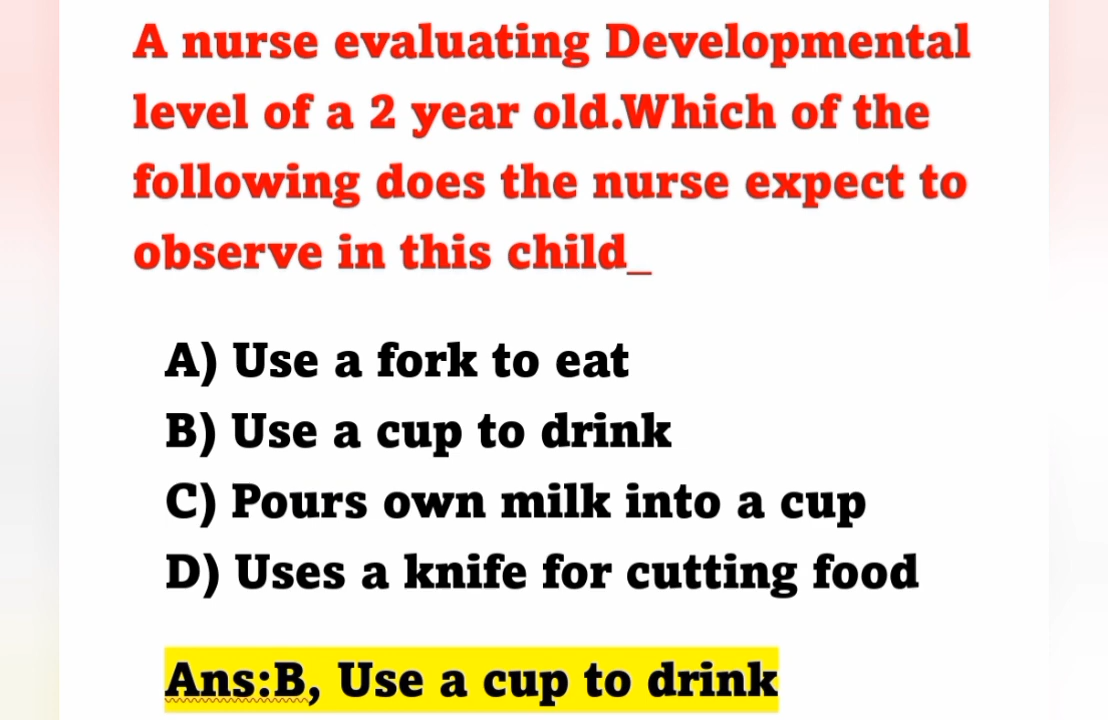 A nurse evaluating Developmental
level of a 2 year old.Which of the
following does the nurse expect to
observe in this child_
A) Use a fork to eat
B) Use a cup to drink
C) Pours own milk into a cup
D) Uses a knife for cutting food
Ans:B, Use a cup to drink